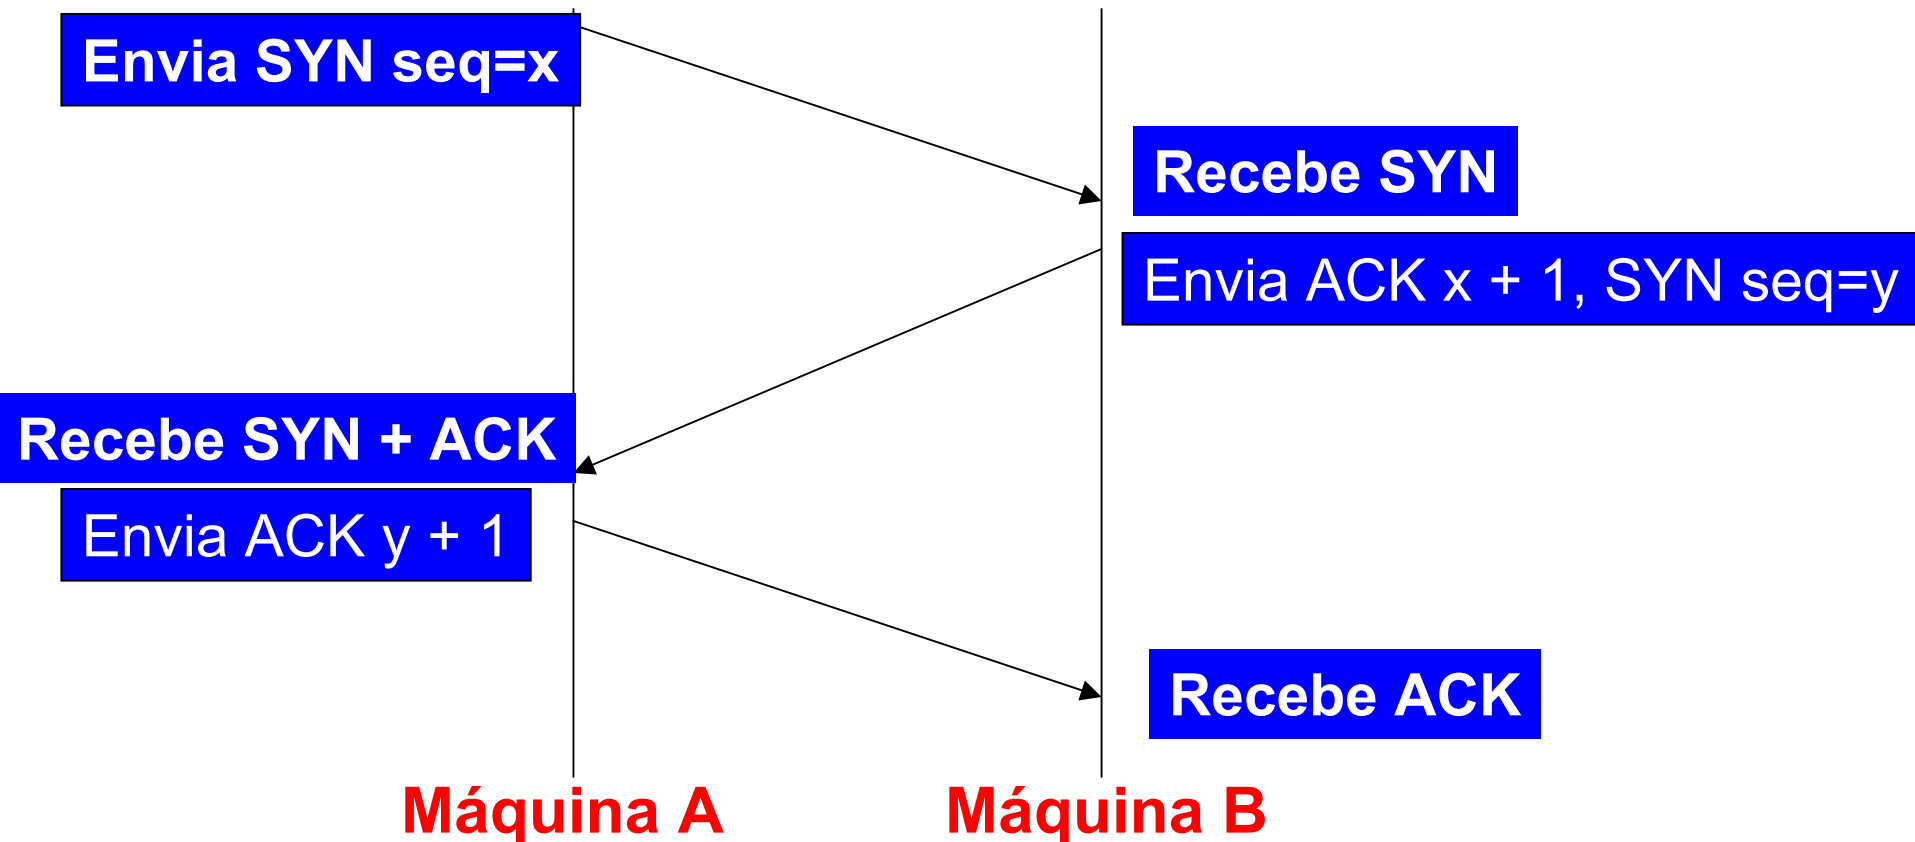 Envia SYN seq=x
Recebe SYN
Envia ACK x + 1, SYN seq=y
Recebe SYN + ACK
Envia ACK y + 1
Recebe ACK
Máquina A
Máquina B